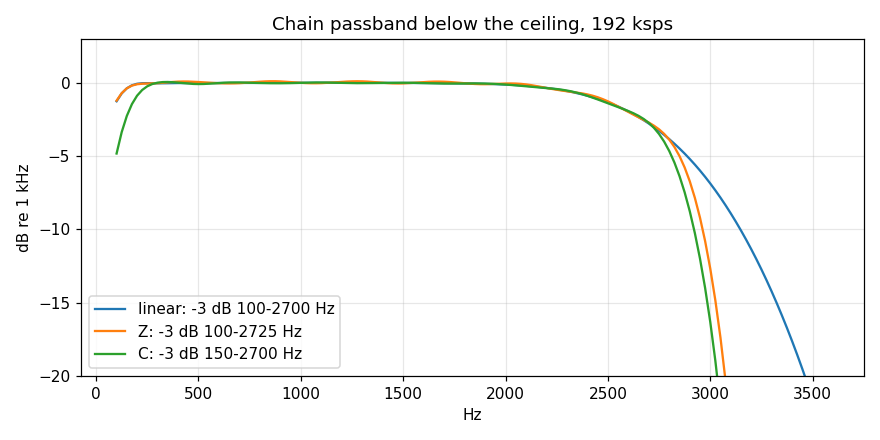 Chain passband below the ceiling, 192 ksps
0
−5
−10
−15
−20
dB re 1 kHz
linear: -3 dB 100-2700 Hz
Z: -3 dB 100-2725 Hz
C: -3 dB 150-2700 Hz
0
500
1000
1500
2000
2500
3000
3500
Hz